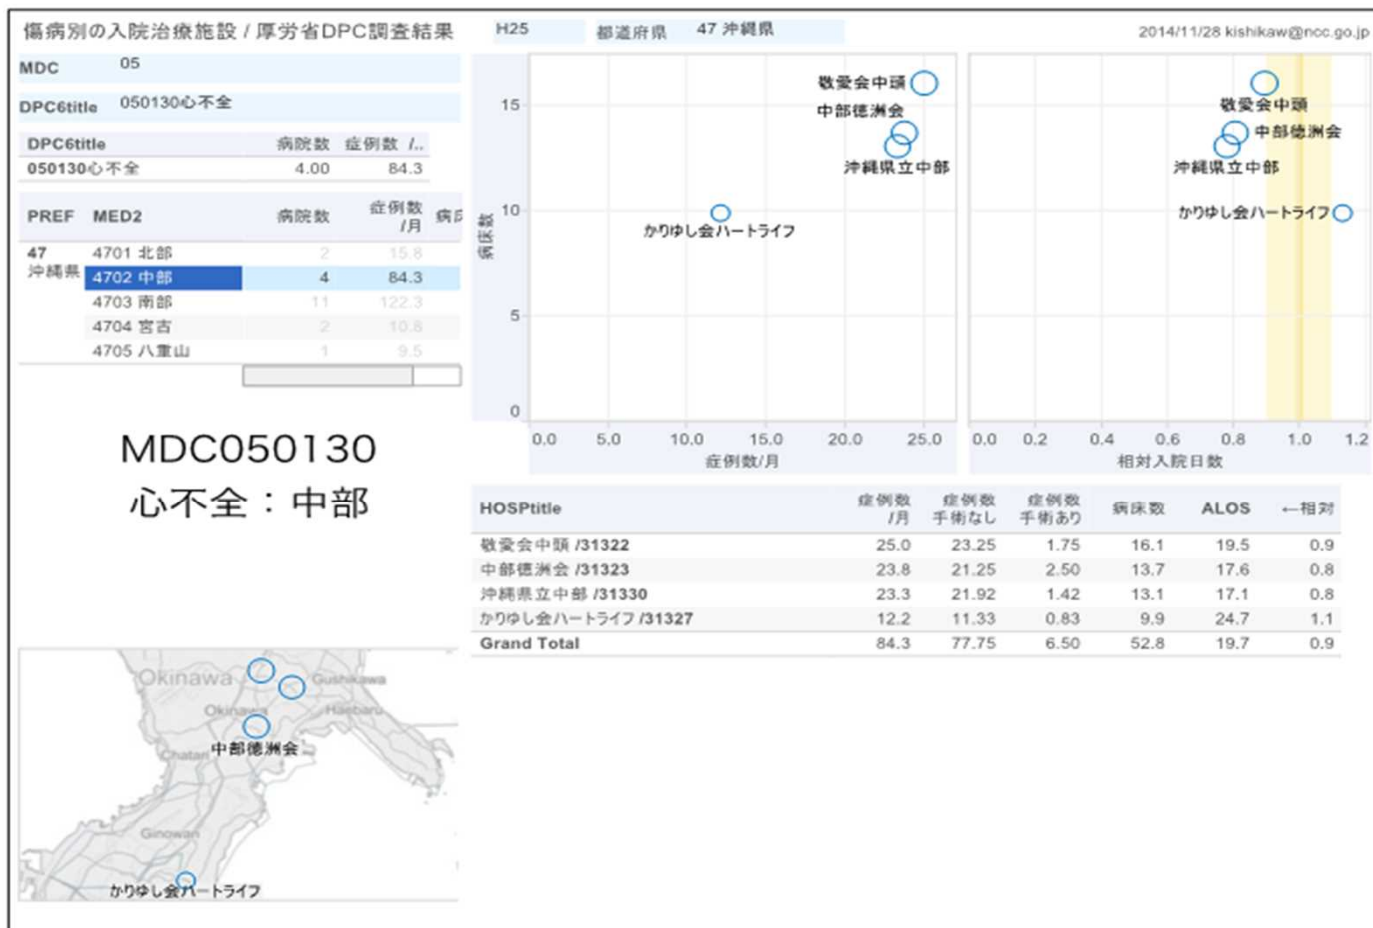 傷病別の入院治療施設 / 厚労省DPC調査結果
H25 都道府県 47 沖縄県
2014/11/28 kishikaw@ncc.go.jp
MDC 05
DPC6title 050130心不全
DPC6title 病院数 症例数 /..
050130心不全 4.00 84.3
PREF MED2 病院数 症例数/月 病床
47 沖縄県
4701 北部 2 15.8
4702 中部 4 84.3
4703 南部 11 122.3
4704 宮古 2 10.8
4705 八重山 1 9.5
MDC050130
心不全：中部
病床数
15
10
5
0
敬愛会中頭
中部徳洲会
沖縄県立中部
かりゆし会ハートライフ
0.0 5.0 10.0 15.0 20.0 25.0
症例数/月
敬愛会中頭
中部徳洲会
沖縄県立中部
かりゆし会ハートライフ
0.0 0.2 0.4 0.6 0.8 1.0 1.2
相対入院日数
HOSPtitle 症例数/月 症例数手術なし 症例数手術あり 病床数 ALOS ←相対
敬愛会中頭 /31322 25.0 23.25 1.75 16.1 19.5 0.9
中部徳洲会 /31323 23.8 21.25 2.50 13.7 17.6 0.8
沖縄県立中部 /31330 23.3 21.92 1.42 13.1 17.1 0.8
かりゆし会ハートライフ /31327 12.2 11.33 0.83 9.9 24.7 1.1
Grand Total 84.3 77.75 6.50 52.8 19.7 0.9
Okinawa
Gushikawa
Okinawa
Haebaru
中部徳洲会
Chatan
Ginowan
かりゆし会ハートライフ